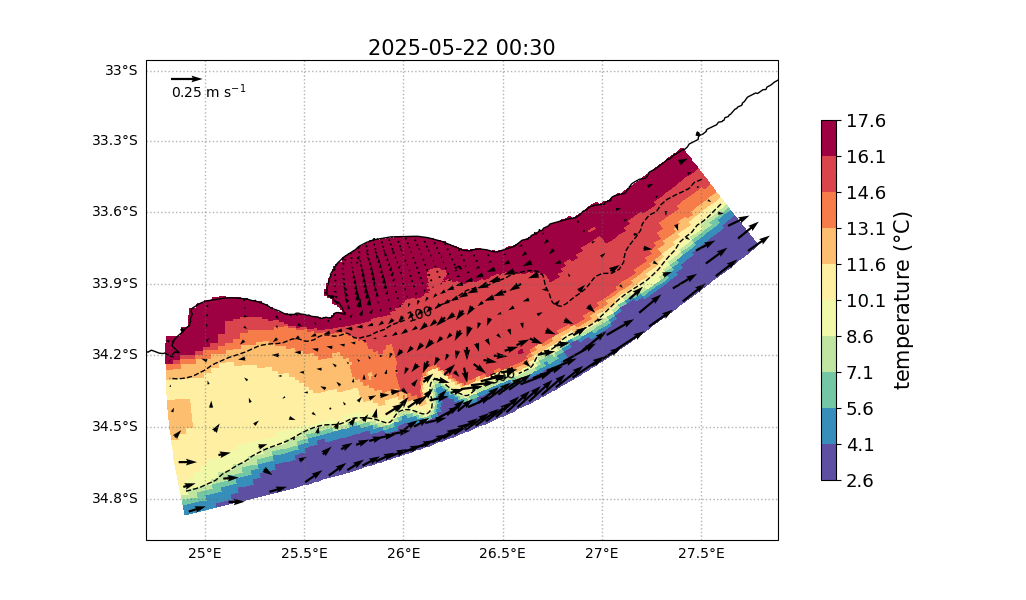 2025-05-22 00:30
0.25 m s⁻¹
33°S
33.3°S
33.6°S
33.9°S
34.2°S
34.5°S
34.8°S
25°E
25.5°E
26°E
26.5°E
27°E
27.5°E
100
17.6
16.1
14.6
13.1
11.6
10.1
8.6
7.1
5.6
4.1
2.6
temperature (°C)